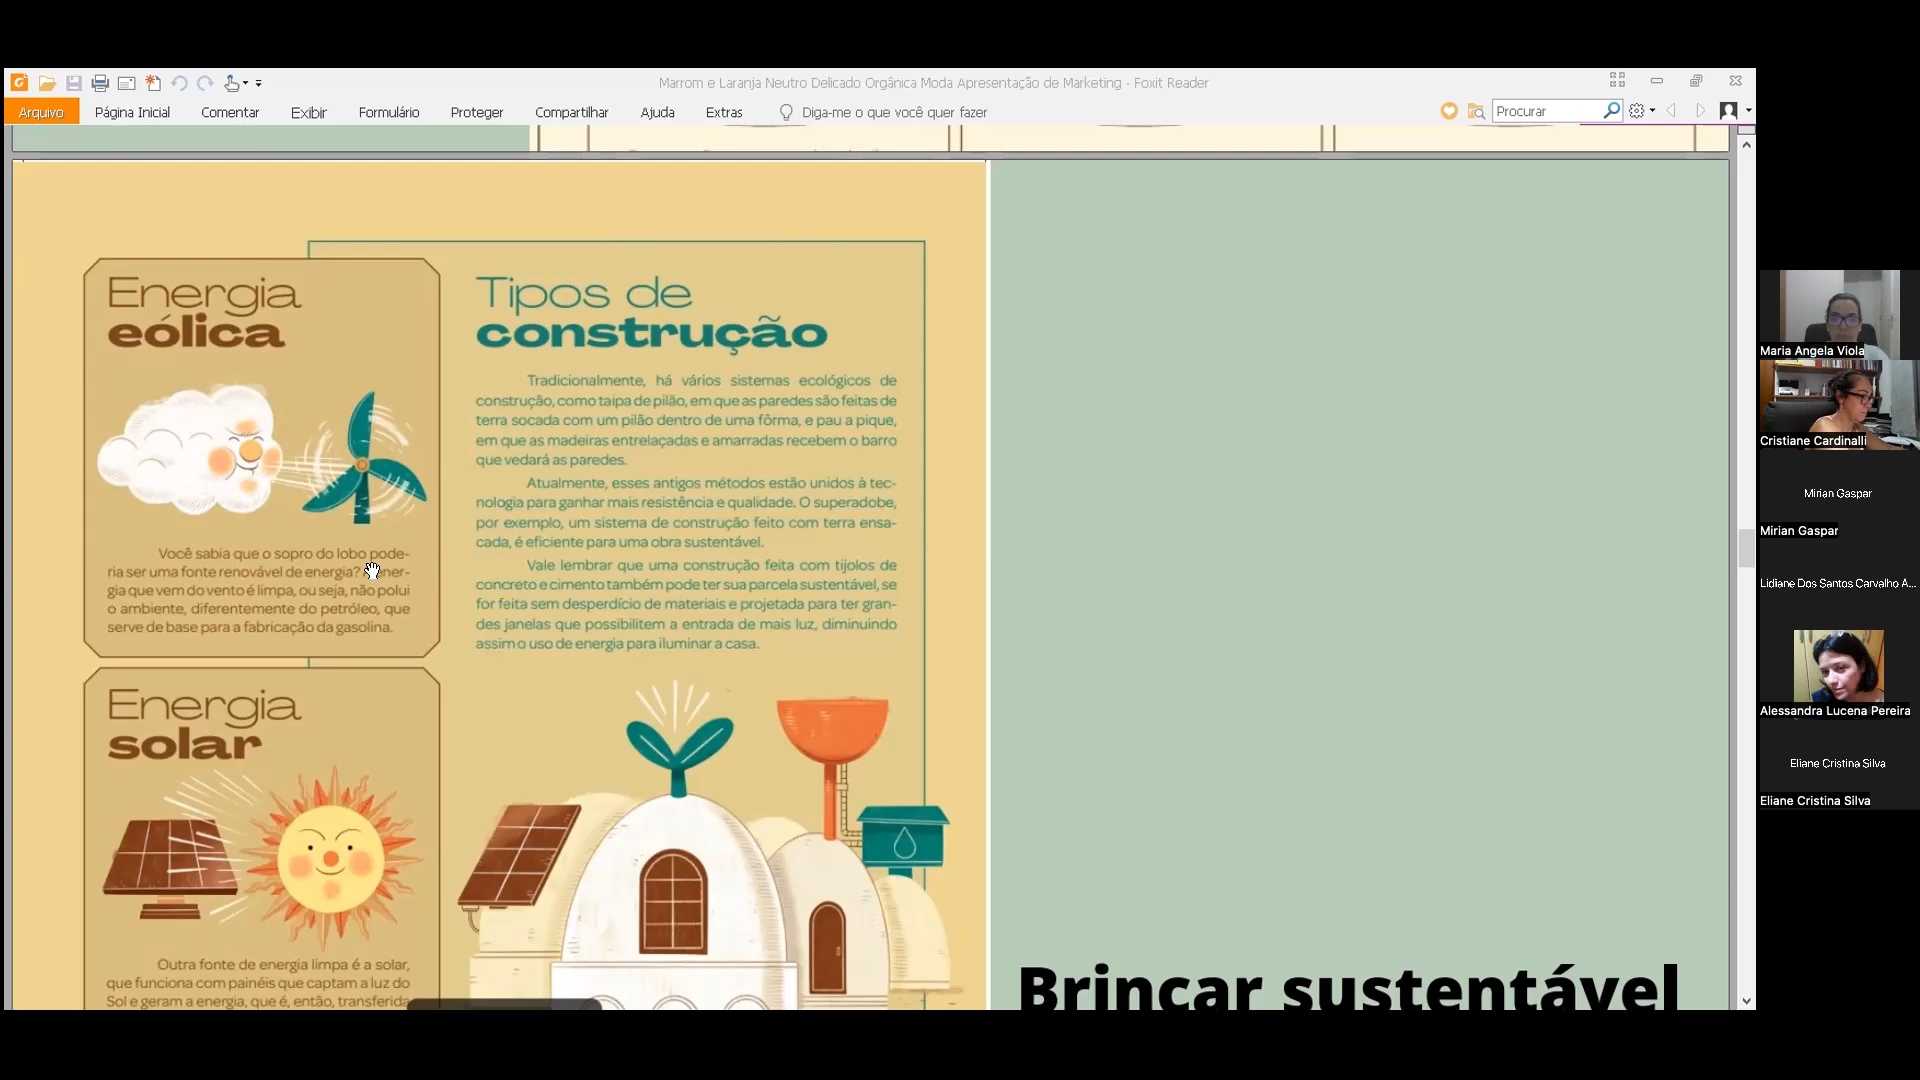 Marrom e Laranja Neutro Delicado Orgânica Moda Apresentação de Marketing - Foxit Reader
Arquivo Página Inicial Comentar Exibir Formulário Proteger Compartilhar Ajuda Extras Diga-me o que você quer fazer Procurar
Energia
eólica
Você sabia que o sopro do lobo pode-
ria ser uma fonte renovável de energia? ener-
gia que vem do vento é limpa, ou seja, não polui
o ambiente, diferentemente do petróleo, que
serve de base para a fabricação da gasolina.
Energia
solar
Outra fonte de energia limpa é a solar,
que funciona com painéis que captam a luz do
Sol e geram a energia, que é, então, transferida
Tipos de
construção
Tradicionalmente, há vários sistemas ecológicos de
construção, como taipa de pilão, em que as paredes são feitas de
terra socada com um pilão dentro de uma fôrma, e pau a pique,
em que as madeiras entrelaçadas e amarradas recebem o barro
que vedará as paredes.
Atualmente, esses antigos métodos estão unidos à tec-
nologia para ganhar mais resistência e qualidade. O superadobe,
por exemplo, um sistema de construção feito com terra ensa-
cada, é eficiente para uma obra sustentável.
Vale lembrar que uma construção feita com tijolos de
concreto e cimento também pode ter sua parcela sustentável, se
for feita sem desperdício de materiais e projetada para ter gran-
des janelas que possibilitem a entrada de mais luz, diminuindo
assim o uso de energia para iluminar a casa.
Brincar sustentável
Maria Angela Viola
Cristiane Cardinalli
Mirian Gaspar
Mirian Gaspar
Lidiane Dos Santos Carvalho A...
Alessandra Lucena Pereira
Eliane Cristina Silva
Eliane Cristina Silva